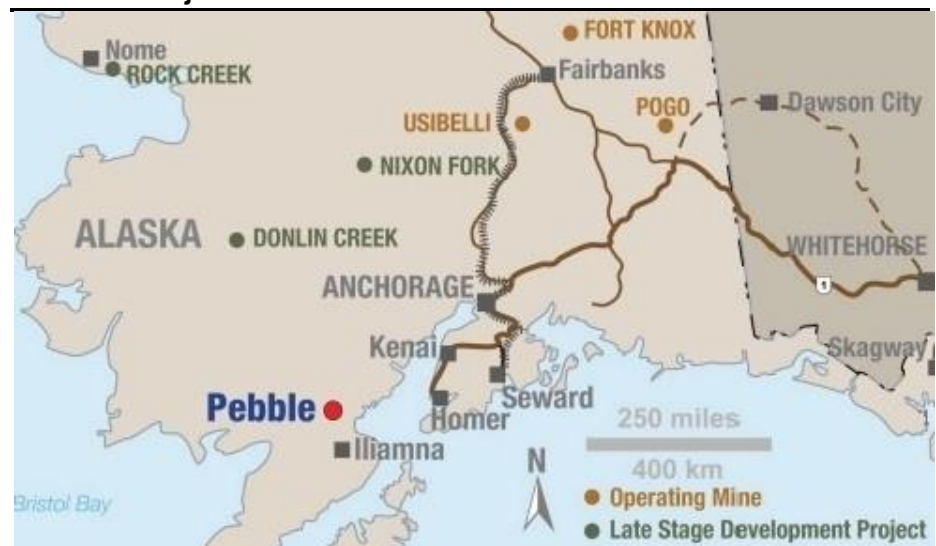 FORT KNOX
Nome
ROCK CREEK
Fairbanks
USIBELLI
POGO
Dawson City
NIXON FORK
ALASKA
DONLIN CREEK
WHITEHORSE
ANCHORAGE
1
Kenai
Skagway
Pebble
Homer
Seward
250 miles
Iliamna
400 km
N
Bristol Bay
Operating Mine
Late Stage Development Project